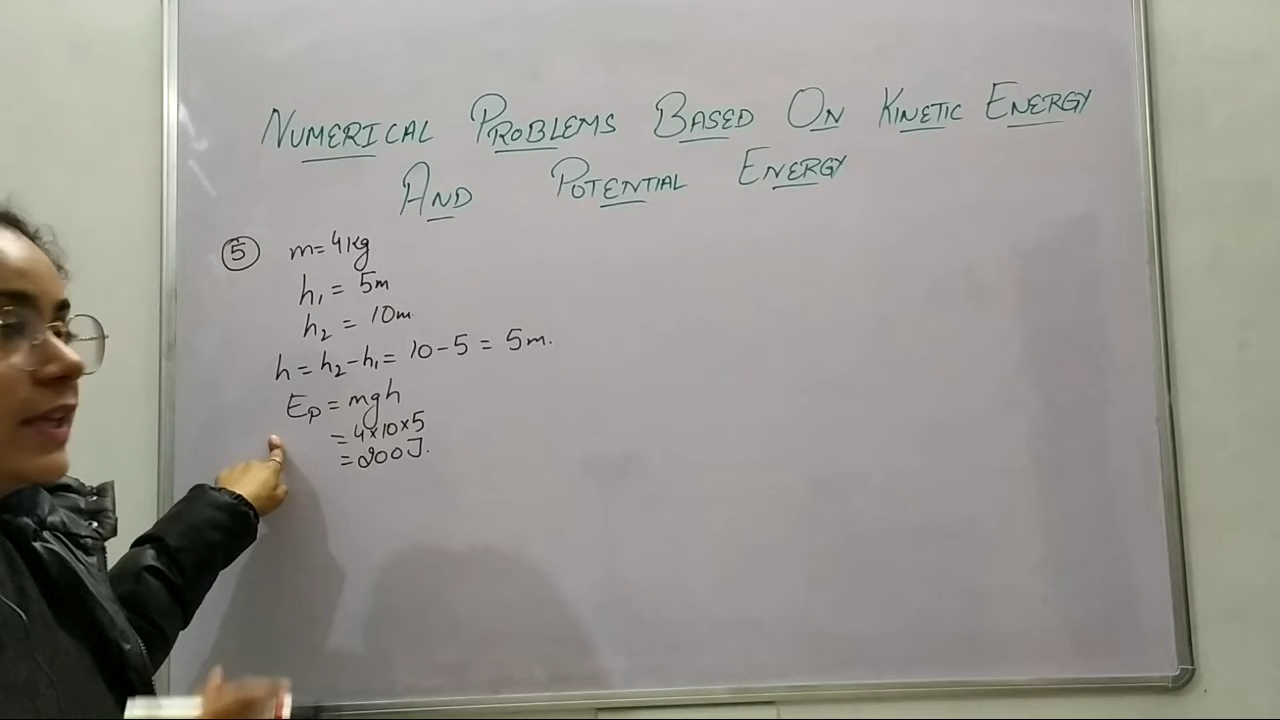 NUMERICAL PROBLEMS BASED ON KINETIC ENERGY
AND POTENTIAL ENERGY
5 m=4kg
h₁ = 5m
h₂ = 10m.
h = h₂-h₁ = 10-5 = 5m.
Ep = mgh
= 4×10×5
= 200J.